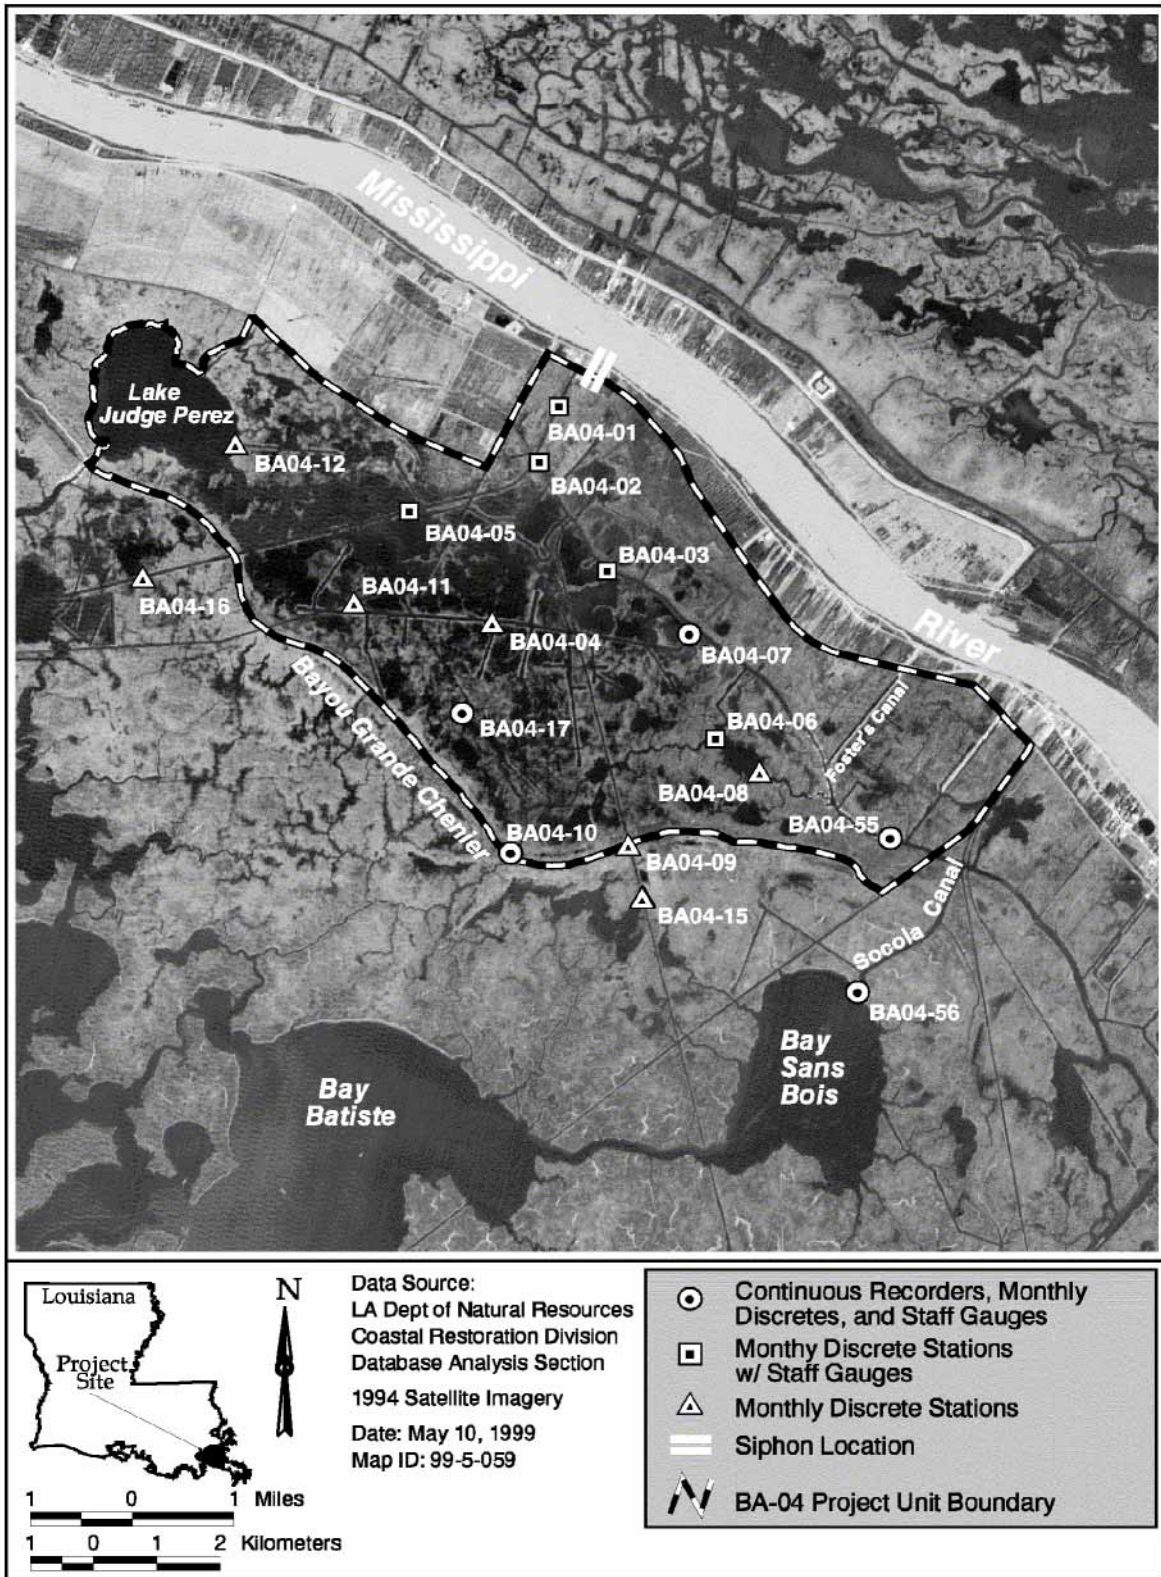 Mississippi
River
Lake
Judge Perez
BA04-01
BA04-12
BA04-02
BA04-05
BA04-03
BA04-11
BA04-16
BA04-04
BA04-07
Bayou Grande Chenier
Foster's Canal
BA04-17
BA04-06
BA04-08
BA04-55
BA04-10
BA04-09
BA04-15
Socola Canal
BA04-56
Bay
Sans
Bois
Bay
Batiste
Louisiana
Project
Site
N
Data Source:
LA Dept of Natural Resources
Coastal Restoration Division
Database Analysis Section
1994 Satellite Imagery
Date: May 10, 1999
Map ID: 99-5-059
1 0 1 Miles
1 0 1 2 Kilometers
Continuous Recorders, Monthly
Discretes, and Staff Gauges
Monthy Discrete Stations
w/ Staff Gauges
Monthly Discrete Stations
Siphon Location
BA-04 Project Unit Boundary